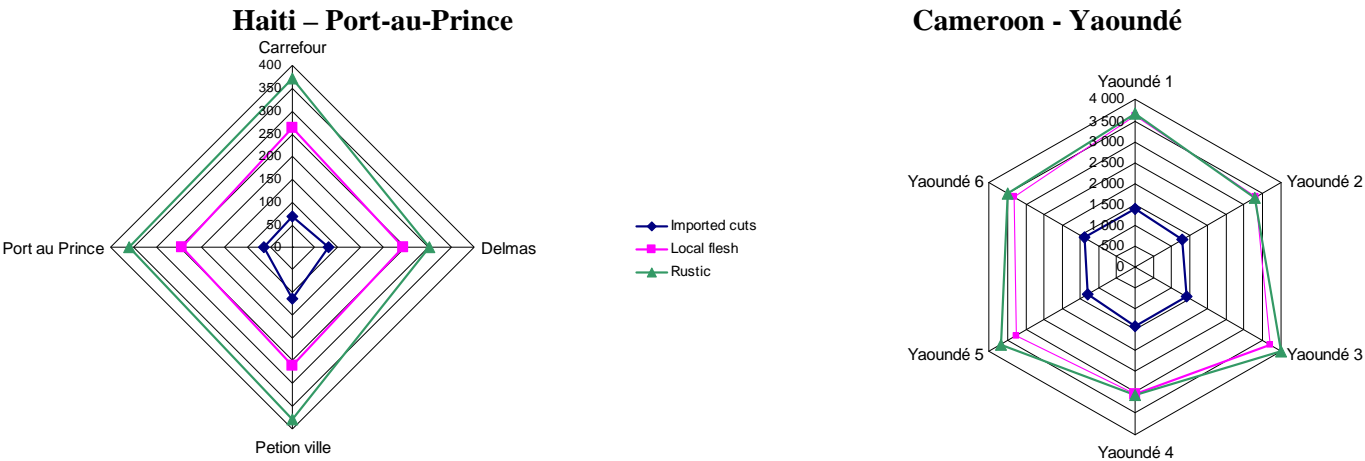 Haiti – Port-au-Prince
Carrefour
400
350
300
250
200
150
100
50
0
Port au Prince
Delmas
Petion ville
Imported cuts
Local flesh
Rustic
Cameroon - Yaoundé
Yaoundé 1
4 000
3 500
3 000
2 500
2 000
1 500
1 000
500
0
Yaoundé 6
Yaoundé 2
Yaoundé 5
Yaoundé 3
Yaoundé 4